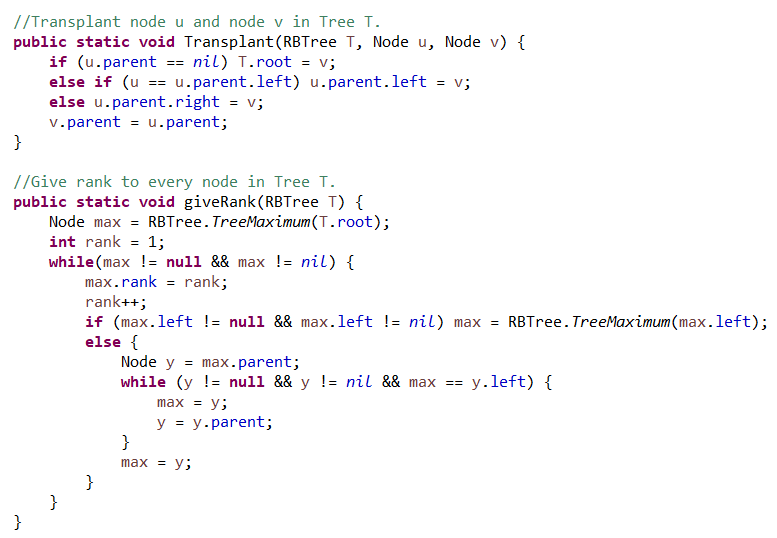 //Transplant node u and node v in Tree T.
public static void Transplant(RBTree T, Node u, Node v) {
    if (u.parent == nil) T.root = v;
    else if (u == u.parent.left) u.parent.left = v;
    else u.parent.right = v;
    v.parent = u.parent;
}

//Give rank to every node in Tree T.
public static void giveRank(RBTree T) {
    Node max = RBTree.TreeMaximum(T.root);
    int rank = 1;
    while(max != null && max != nil) {
        max.rank = rank;
        rank++;
        if (max.left != null && max.left != nil) max = RBTree.TreeMaximum(max.left);
        else {
            Node y = max.parent;
            while (y != null && y != nil && max == y.left) {
                max = y;
                y = y.parent;
            }
            max = y;
        }
    }
}